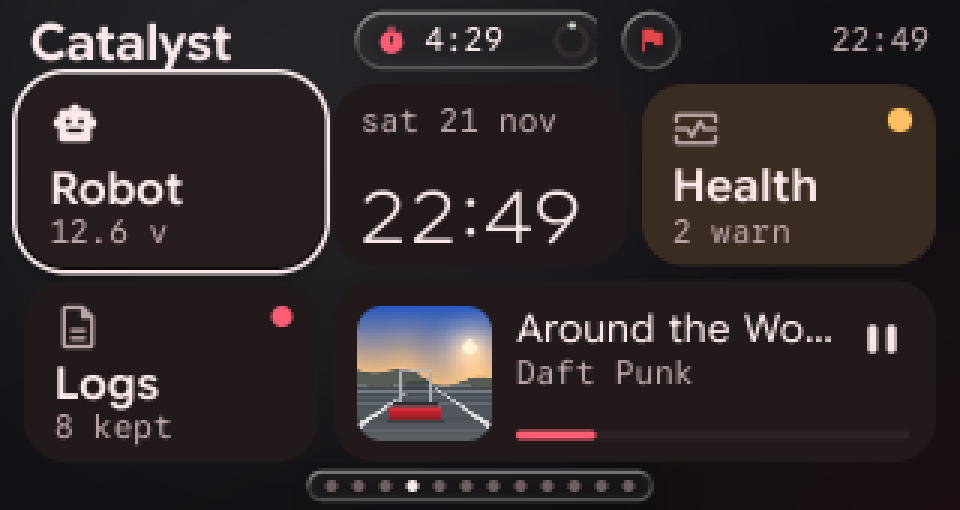 Catalyst
4:29
22:49
Robot
12.6 v
sat 21 nov
22:49
Health
2 warn
Logs
8 kept
Around the Wo...
Daft Punk